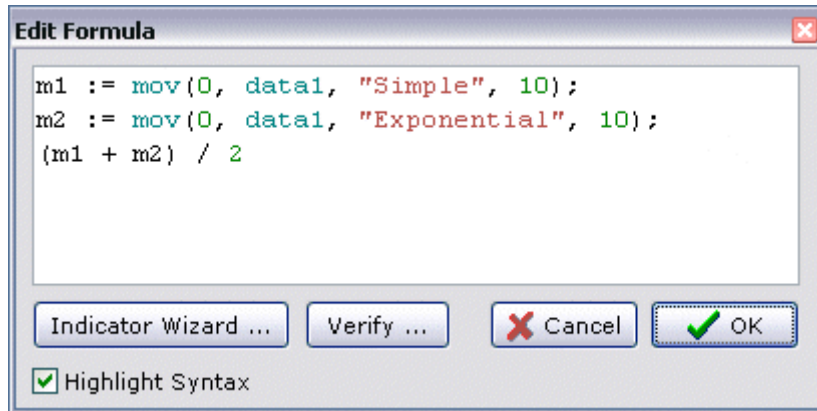 Edit Formula
m1 := mov(0, data1, "Simple", 10);
m2 := mov(0, data1, "Exponential", 10);
(m1 + m2) / 2
Indicator Wizard ... Verify ... Cancel OK
Highlight Syntax